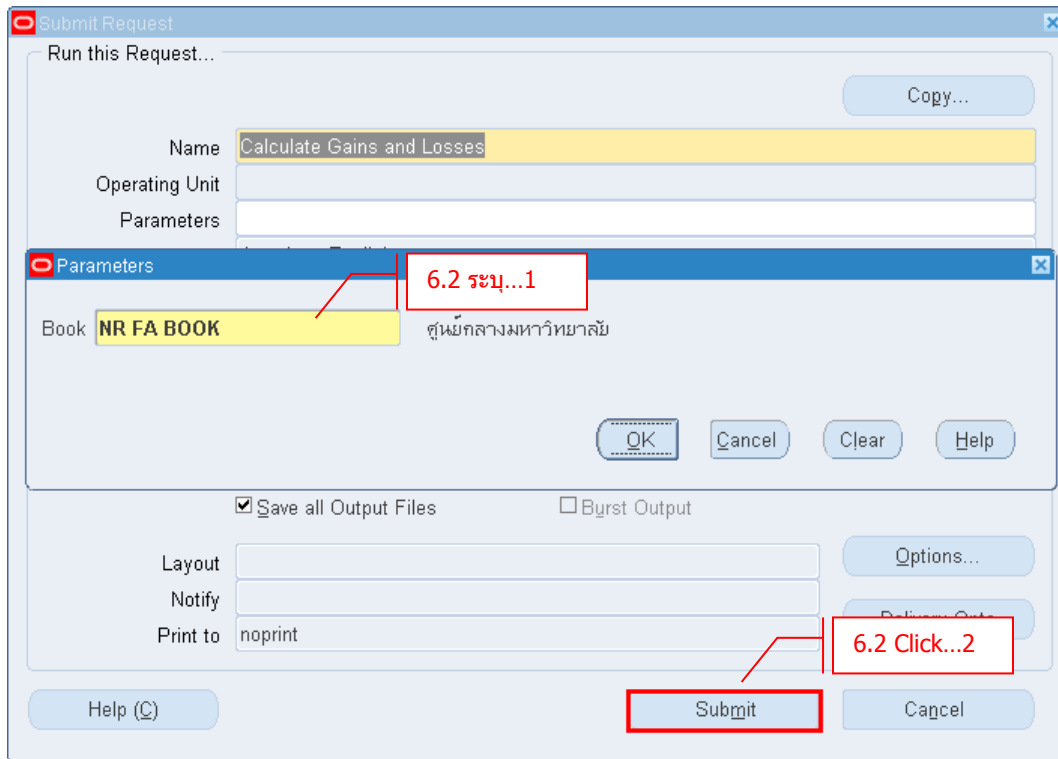 Submit Request
Run this Request...
Copy...
Name Calculate Gains and Losses
Operating Unit
Parameters
Parameters
6.2 ระบุ...1
Book NR FA BOOK ศูนย์กลางมหาวิทยาลัย
OK Cancel Clear Help
Save all Output Files Burst Output
Layout
Options...
Notify
Print to noprint
6.2 Click...2
Help (C) Submit Cancel